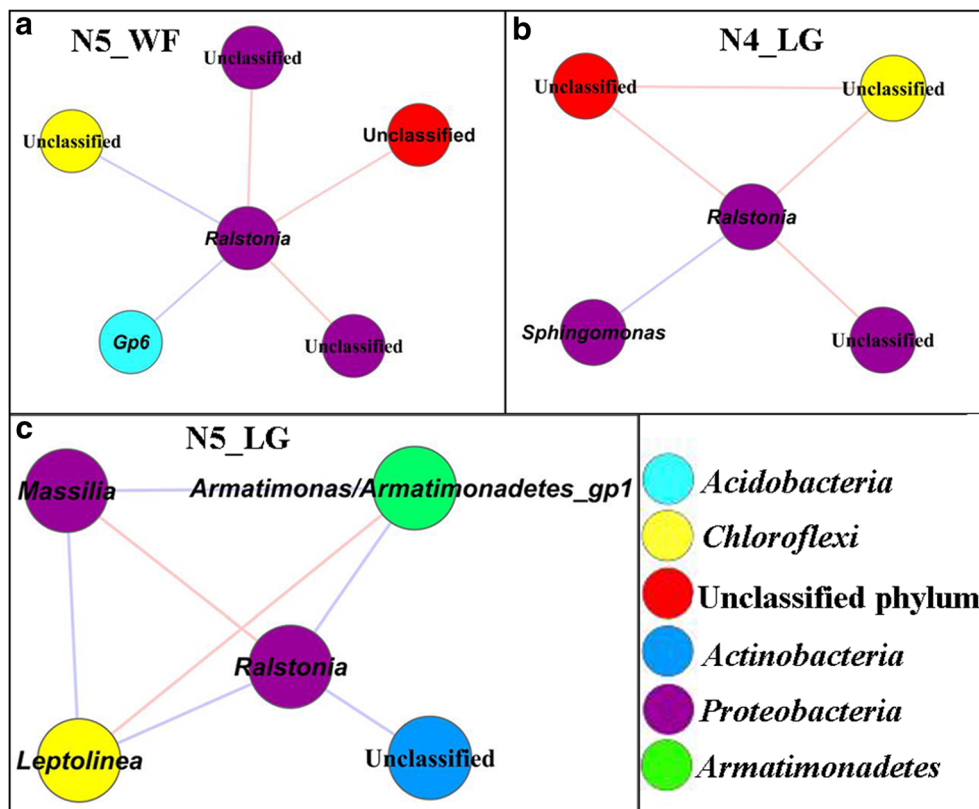 a
N5_WF
Unclassified
Unclassified
Unclassified
Ralstonia
Gp6
Unclassified
b
N4_LG
Unclassified
Unclassified
Ralstonia
Sphingomonas
Unclassified
c
N5_LG
Massilia
Armatimonas/Armatimonadetes_gp1
Ralstonia
Leptolinea
Unclassified
Acidobacteria
Chloroflexi
Unclassified phylum
Actinobacteria
Proteobacteria
Armatimonadetes